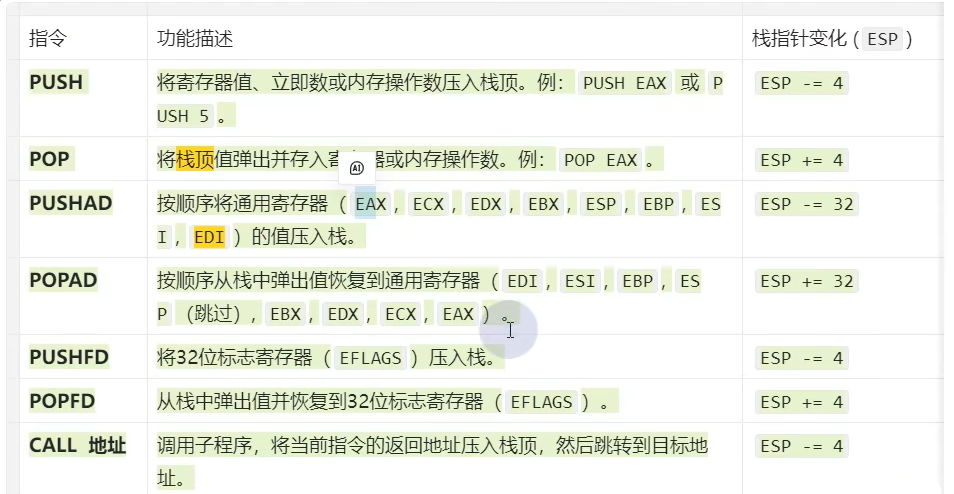 指令 功能描述 栈指针变化 ( ESP )
PUSH 将寄存器值、立即数或内存操作数压入栈顶。例： PUSH EAX 或 P ESP -= 4
USH 5 。
POP 将栈顶值弹出并存入寄存器或内存操作数。例： POP EAX 。 ESP += 4
AI
PUSHAD 按顺序将通用寄存器（ EAX , ECX , EDX , EBX , ESP , EBP , ES ESP -= 32
I , EDI ）的值压入栈。
POPAD 按顺序从栈中弹出值恢复到通用寄存器（ EDI , ESI , EBP , ES ESP += 32
P （跳过）, EBX , EDX , ECX , EAX ）。
PUSHFD 将32位标志寄存器（ EFLAGS ）压入栈。 ESP -= 4
POPFD 从栈中弹出值并恢复到32位标志寄存器（ EFLAGS ）。 ESP += 4
CALL 地址 调用子程序，将当前指令的返回地址压入栈顶，然后跳转到目标地 ESP -= 4
址。